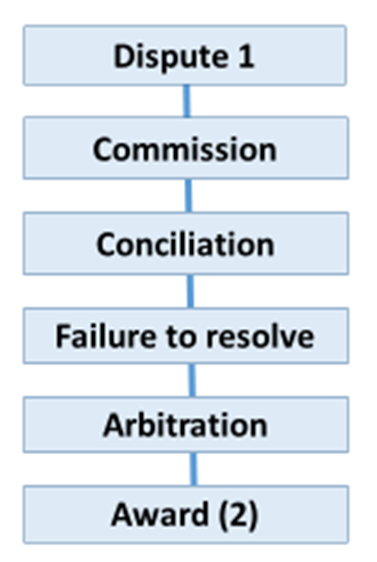 Dispute 1
Commission
Conciliation
Failure to resolve
Arbitration
Award (2)